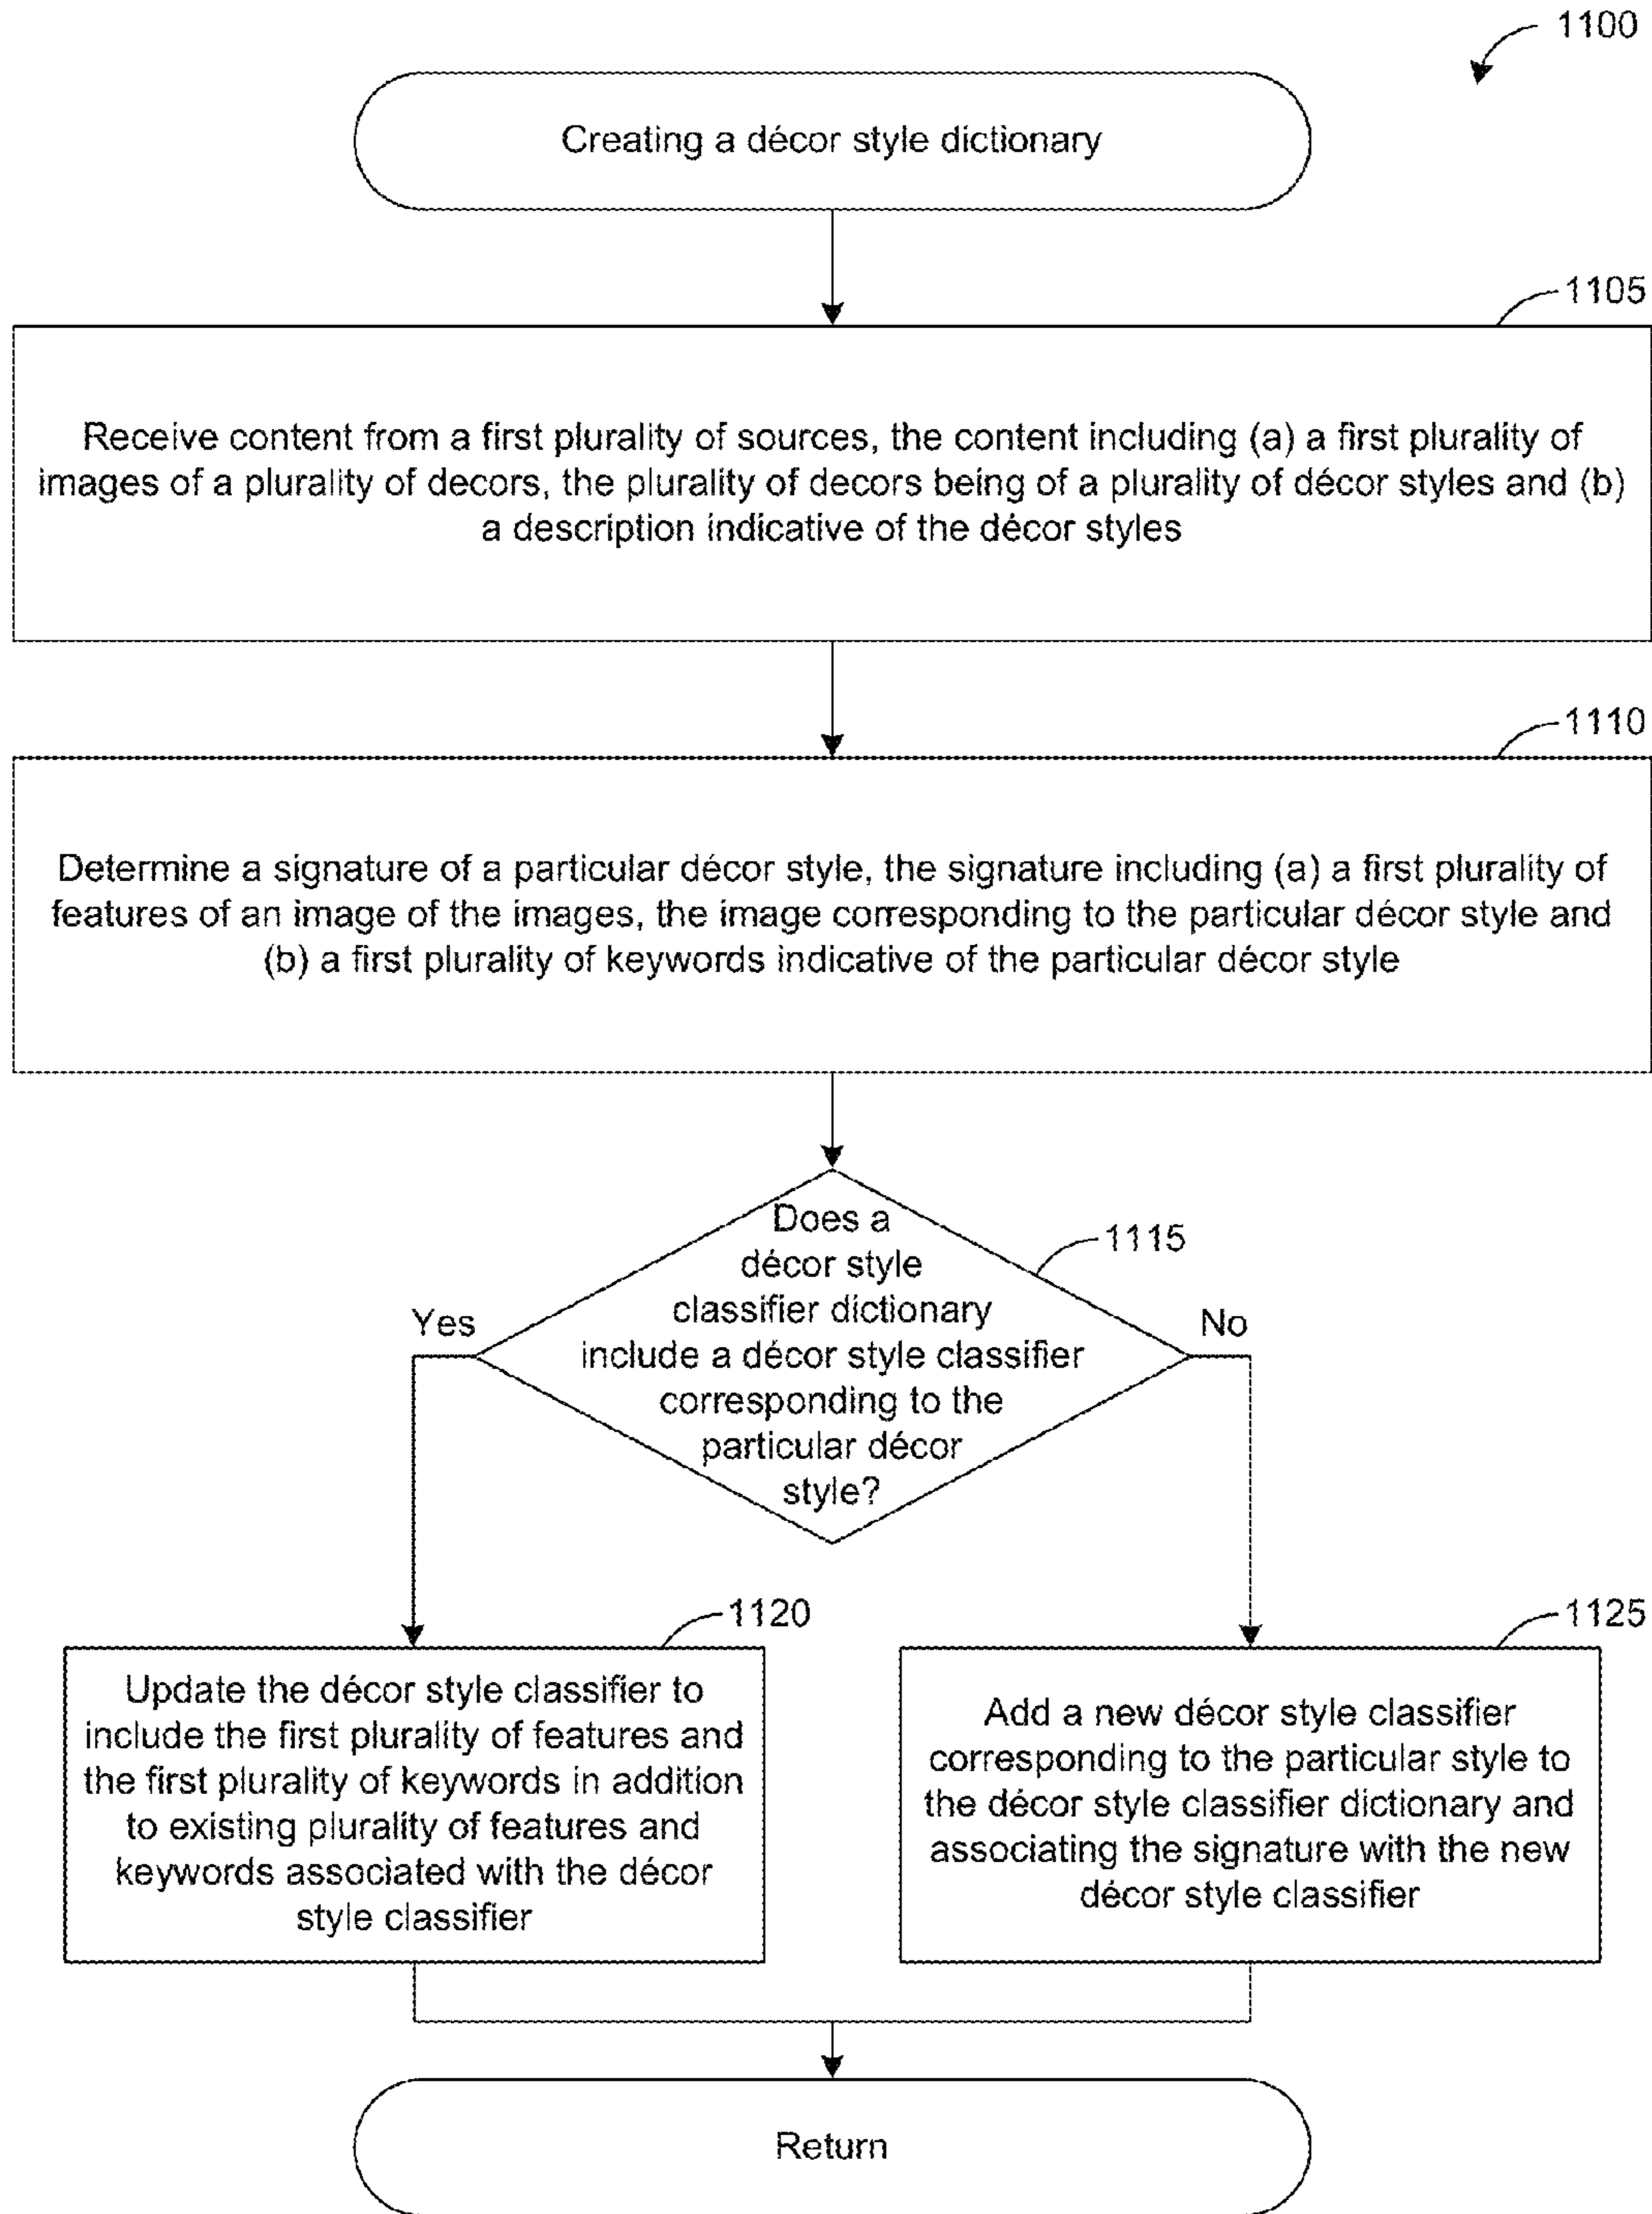 1100
Creating a décor style dictionary
1105
Receive content from a first plurality of sources, the content including (a) a first plurality of
images of a plurality of decors, the plurality of decors being of a plurality of décor styles and (b)
a description indicative of the décor styles
1110
Determine a signature of a particular décor style, the signature including (a) a first plurality of
features of an image of the images, the image corresponding to the particular décor style and
(b) a first plurality of keywords indicative of the particular décor style
Does a
décor style
classifier dictionary
include a décor style classifier
corresponding to the
particular décor
style?
1115
Yes
No
1120
Update the décor style classifier to
include the first plurality of features and
the first plurality of keywords in addition
to existing plurality of features and
keywords associated with the décor
style classifier
1125
Add a new décor style classifier
corresponding to the particular style to
the décor style classifier dictionary and
associating the signature with the new
décor style classifier
Return